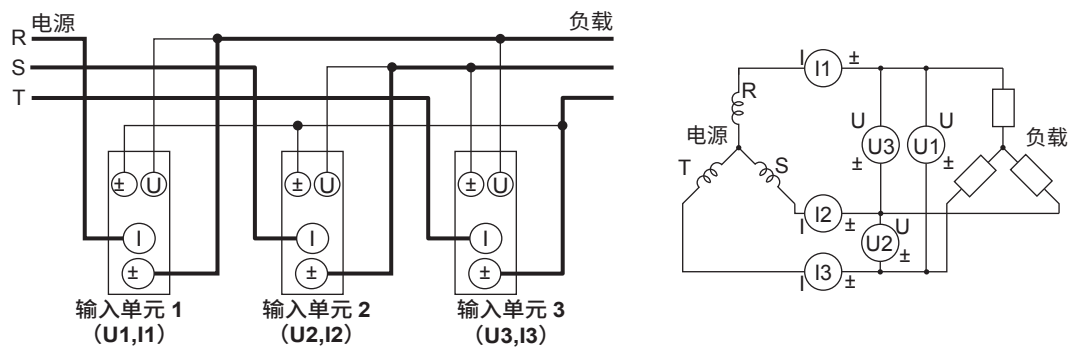 电源
负载
R
S
T
± U
± U
± U
I
I
I
±
±
±
输入单元 1
(U1,I1)
输入单元 2
(U2,I2)
输入单元 3
(U3,I3)
I I1 ±
R
U U
电源 U3 U1 负载
± ±
T S
I I2 ± U
U2
±
I I3 ±